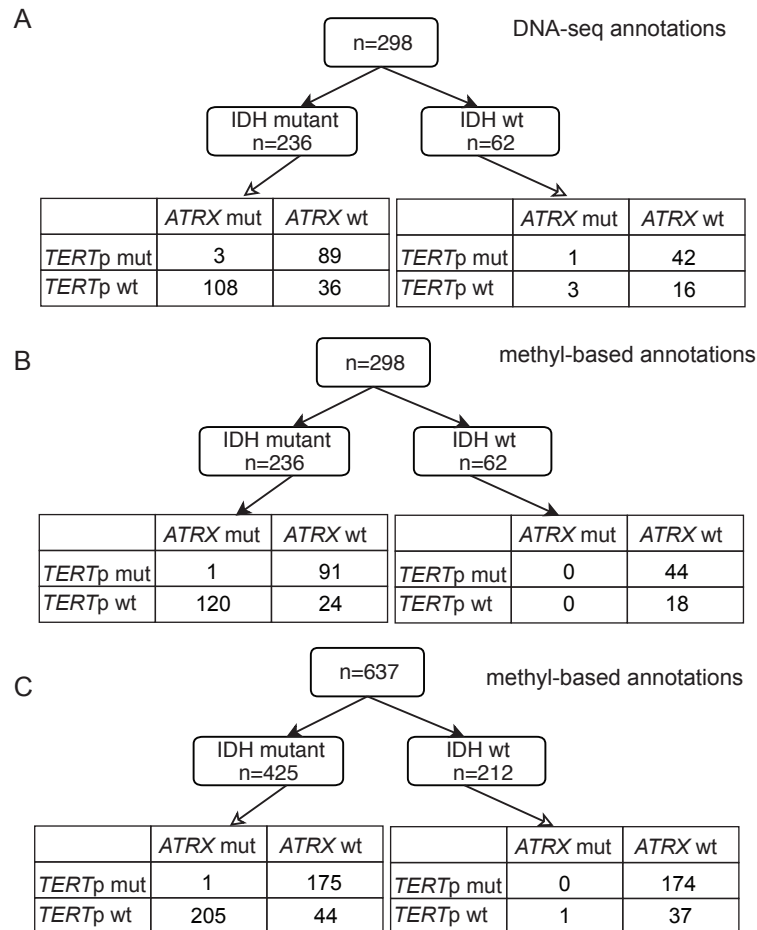 A
DNA-seq annotations
n=298
IDH mutant
n=236
IDH wt
n=62
ATRX mut ATRX wt
TERTp mut 3 89
TERTp wt 108 36
ATRX mut ATRX wt
TERTp mut 1 42
TERTp wt 3 16
B
methyl-based annotations
n=298
IDH mutant
n=236
IDH wt
n=62
ATRX mut ATRX wt
TERTp mut 1 91
TERTp wt 120 24
ATRX mut ATRX wt
TERTp mut 0 44
TERTp wt 0 18
C
methyl-based annotations
n=637
IDH mutant
n=425
IDH wt
n=212
ATRX mut ATRX wt
TERTp mut 1 175
TERTp wt 205 44
ATRX mut ATRX wt
TERTp mut 0 174
TERTp wt 1 37